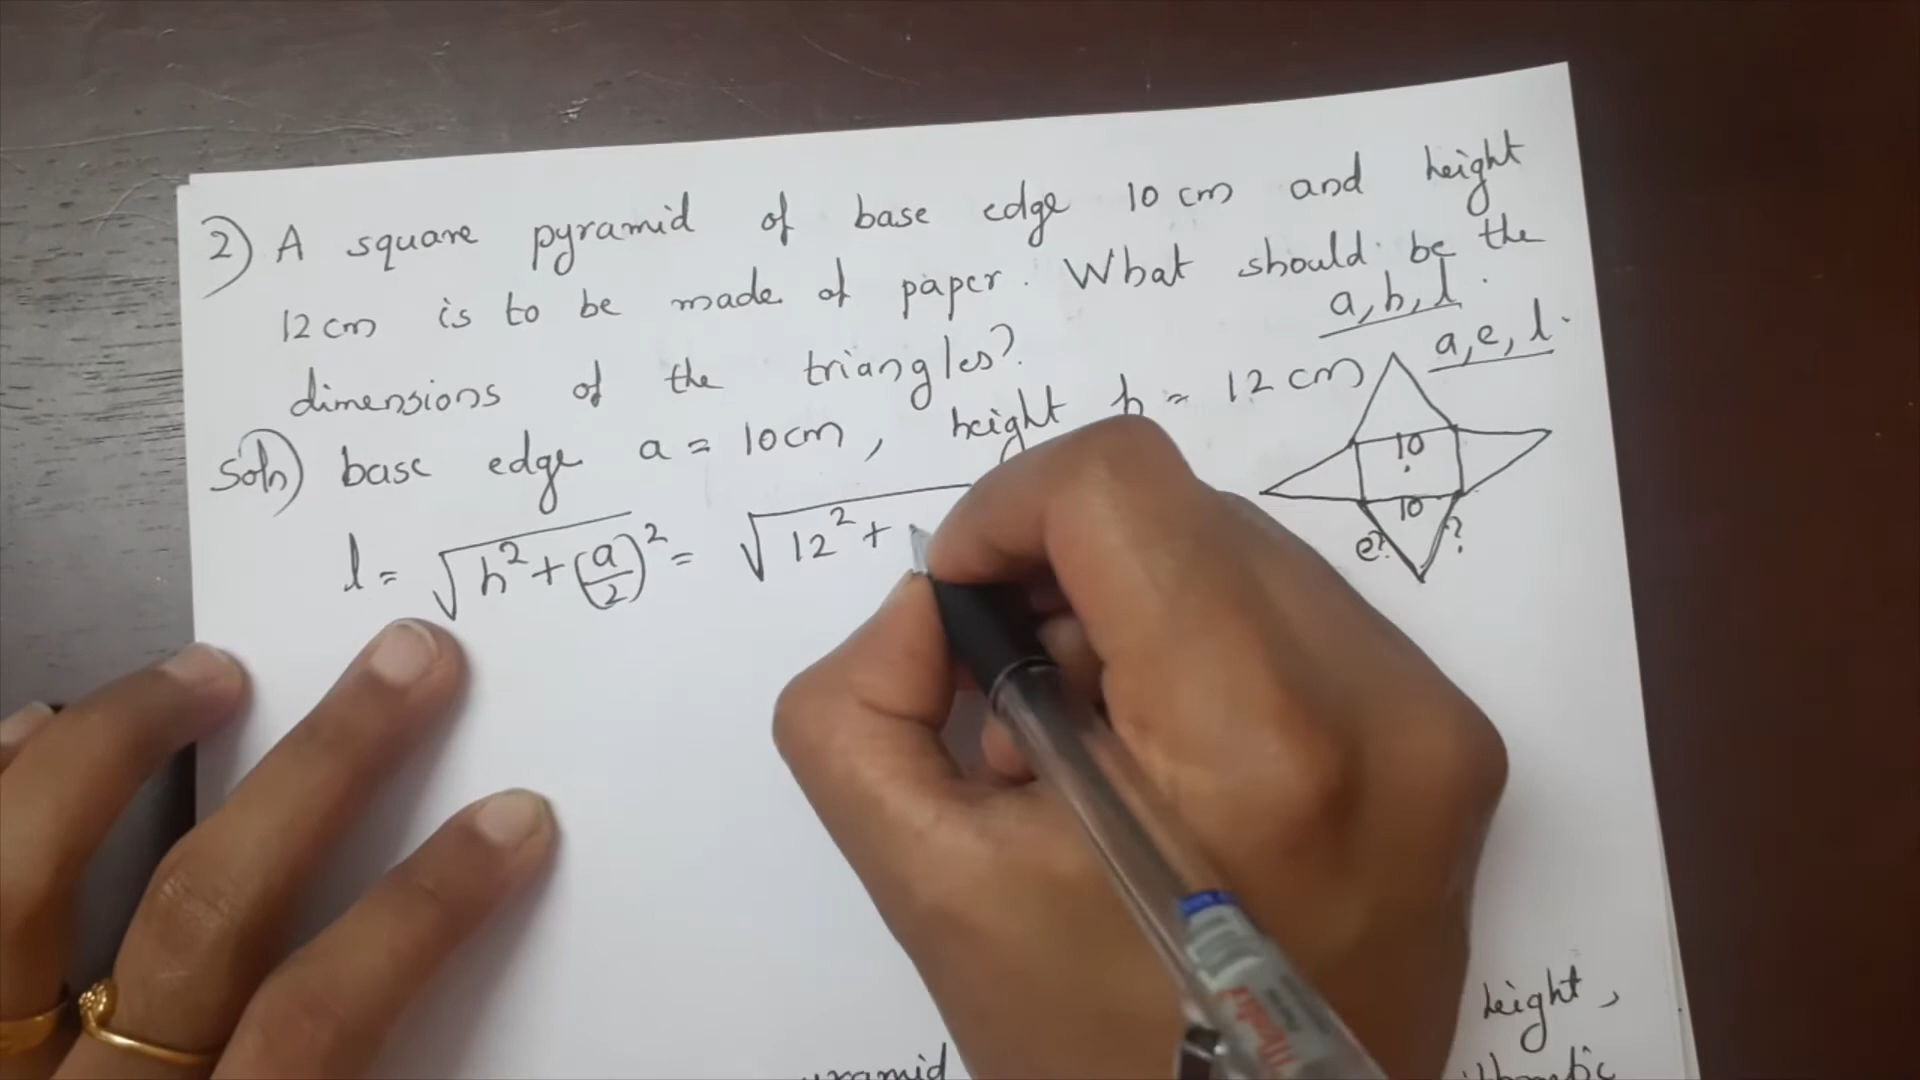 2) A square pyramid of base edge 10 cm and height
12 cm is to be made of paper. What should be the
dimensions of the triangles?
a, h, l.
a, e, l.
Soln) base edge a = 10cm, height h = 12 cm
l = √h² + (a/2)² = √12² +
10
10
e?
?
height,